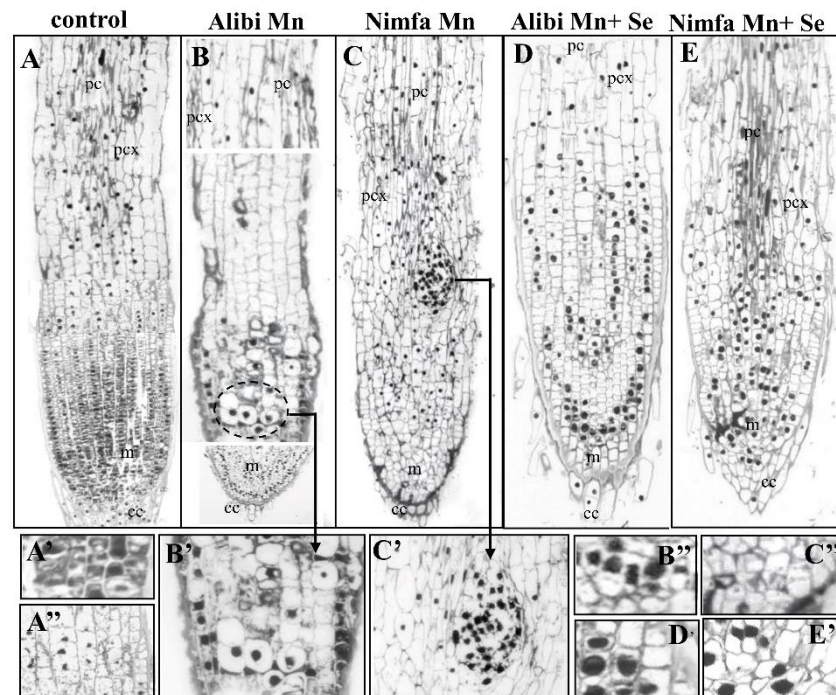 control Alibi Mn Nimfa Mn Alibi Mn+ Se Nimfa Mn+ Se
A B C D E
pc pc pc pc pc
pcx pcx pcx pcx pcx
m m m m m
cc cc cc cc cc
A' B' C' B'' C''
A'' D' E'